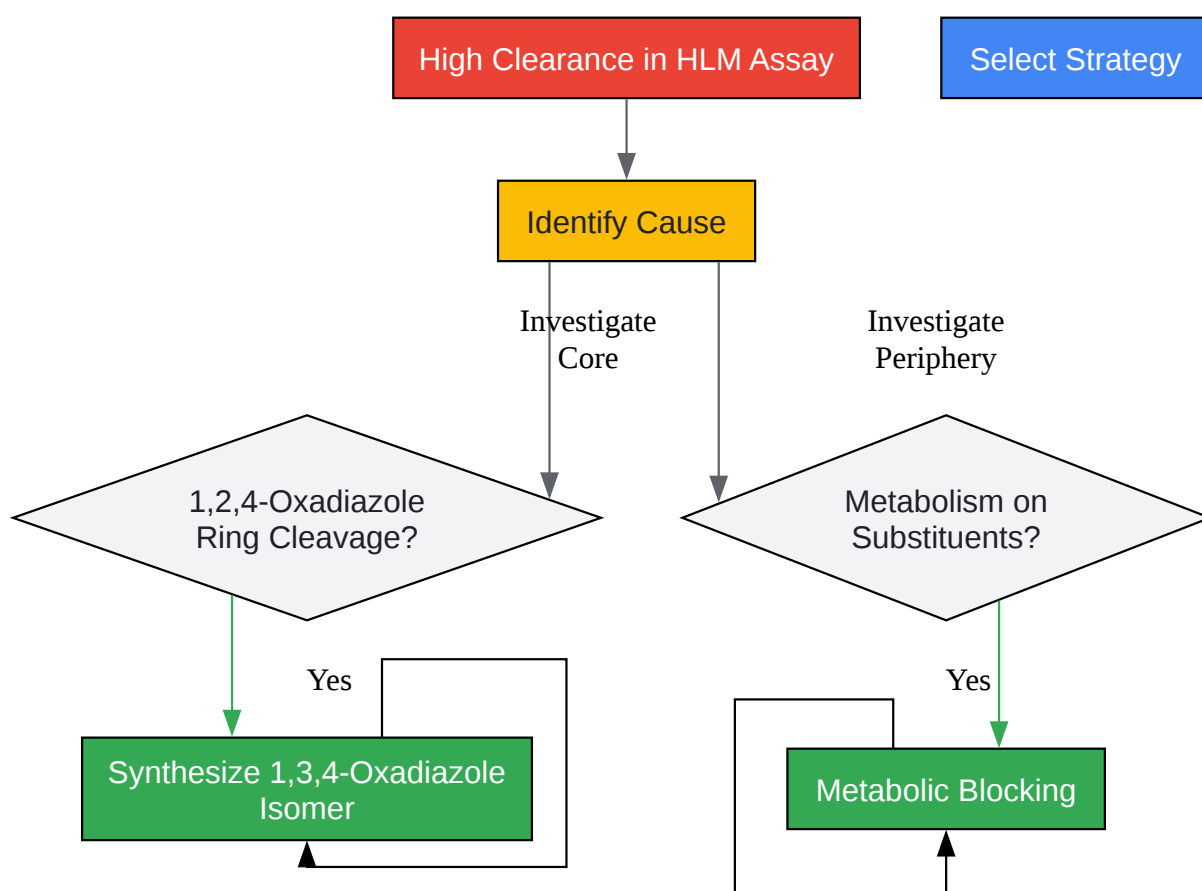 High Clearance in HLM Assay
Select Strategy
Identify Cause
Investigate
Core
Investigate
Periphery
1,2,4-Oxadiazole
Ring Cleavage?
Metabolism on
Substituents?
Yes
Yes
Synthesize 1,3,4-Oxadiazole
Isomer
Metabolic Blocking